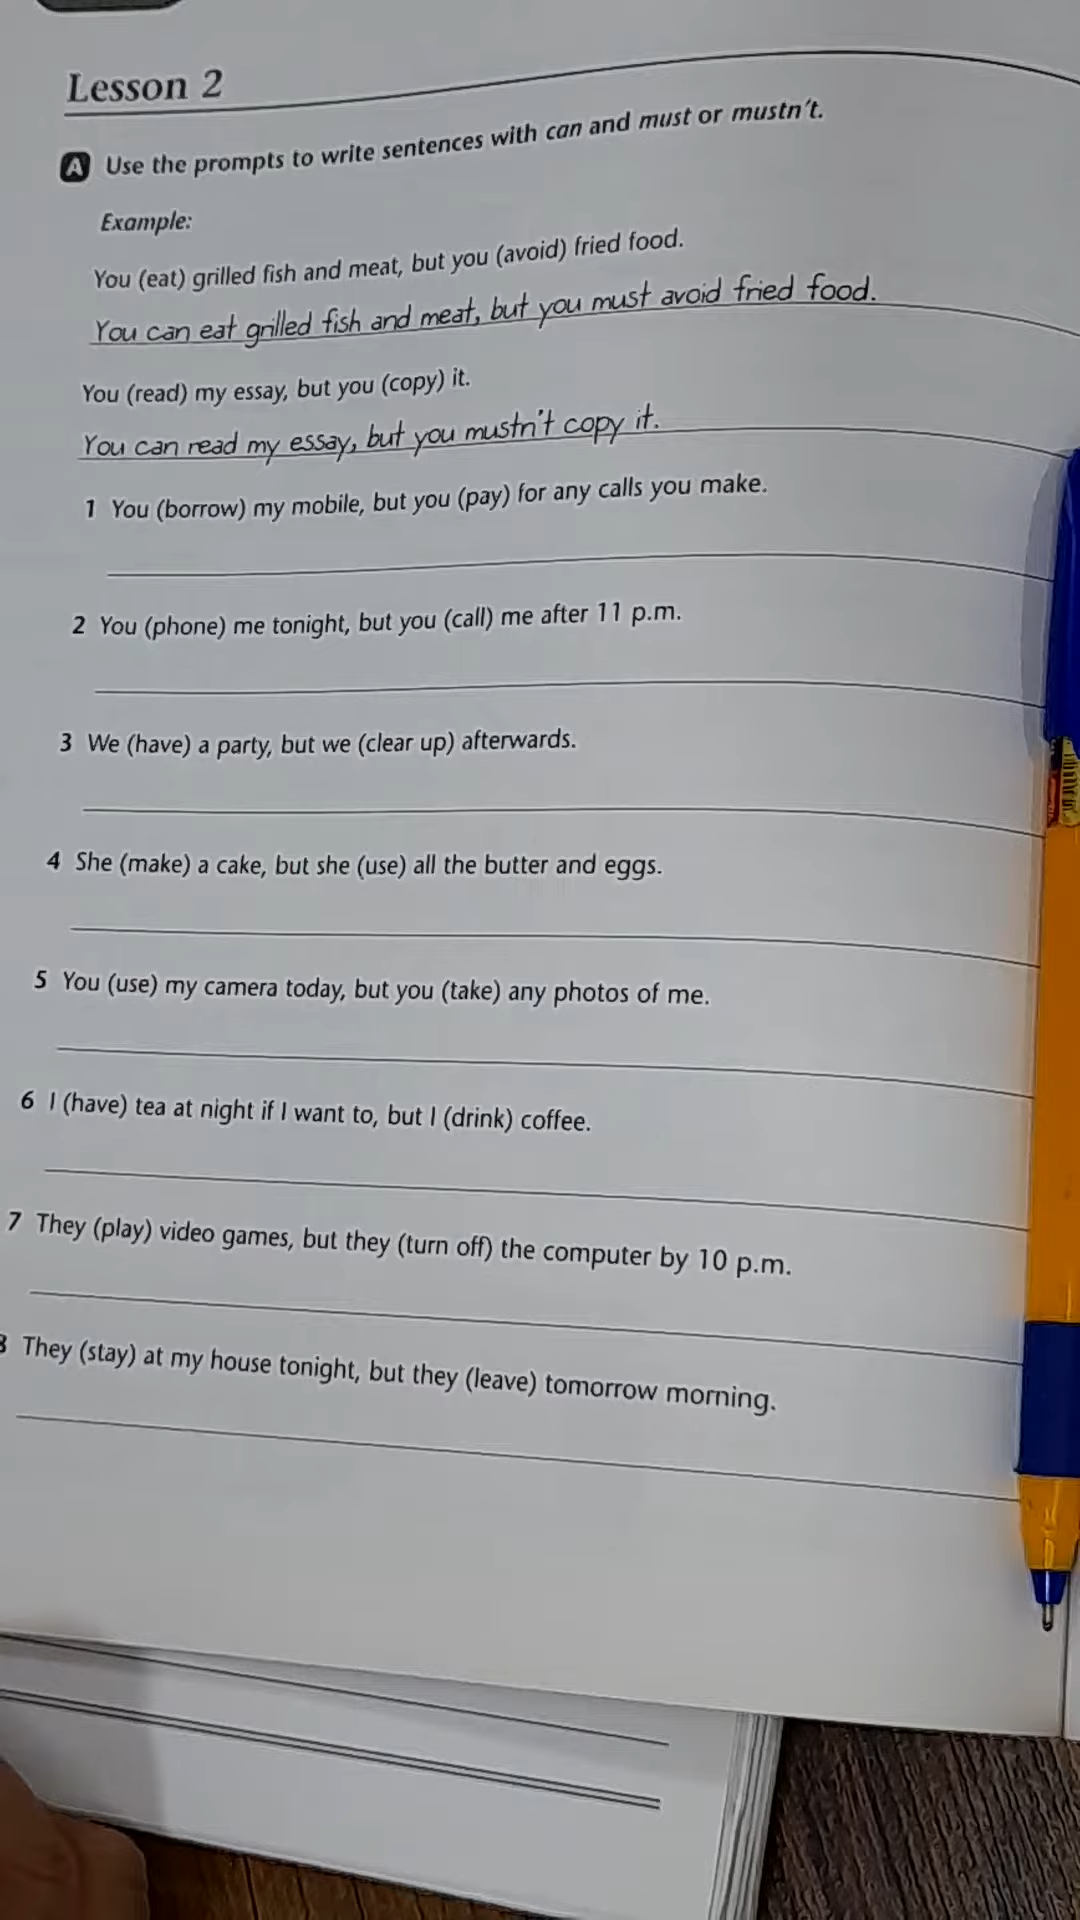 Lesson 2
A Use the prompts to write sentences with can and must or mustn't.
Example:
You (eat) grilled fish and meat, but you (avoid) fried food.
You can eat grilled fish and meat, but you must avoid fried food.
You (read) my essay, but you (copy) it.
You can read my essay, but you mustn't copy it.
1 You (borrow) my mobile, but you (pay) for any calls you make.
2 You (phone) me tonight, but you (call) me after 11 p.m.
3 We (have) a party, but we (clear up) afterwards.
4 She (make) a cake, but she (use) all the butter and eggs.
5 You (use) my camera today, but you (take) any photos of me.
6 I (have) tea at night if I want to, but I (drink) coffee.
7 They (play) video games, but they (turn off) the computer by 10 p.m.
8 They (stay) at my house tonight, but they (leave) tomorrow morning.